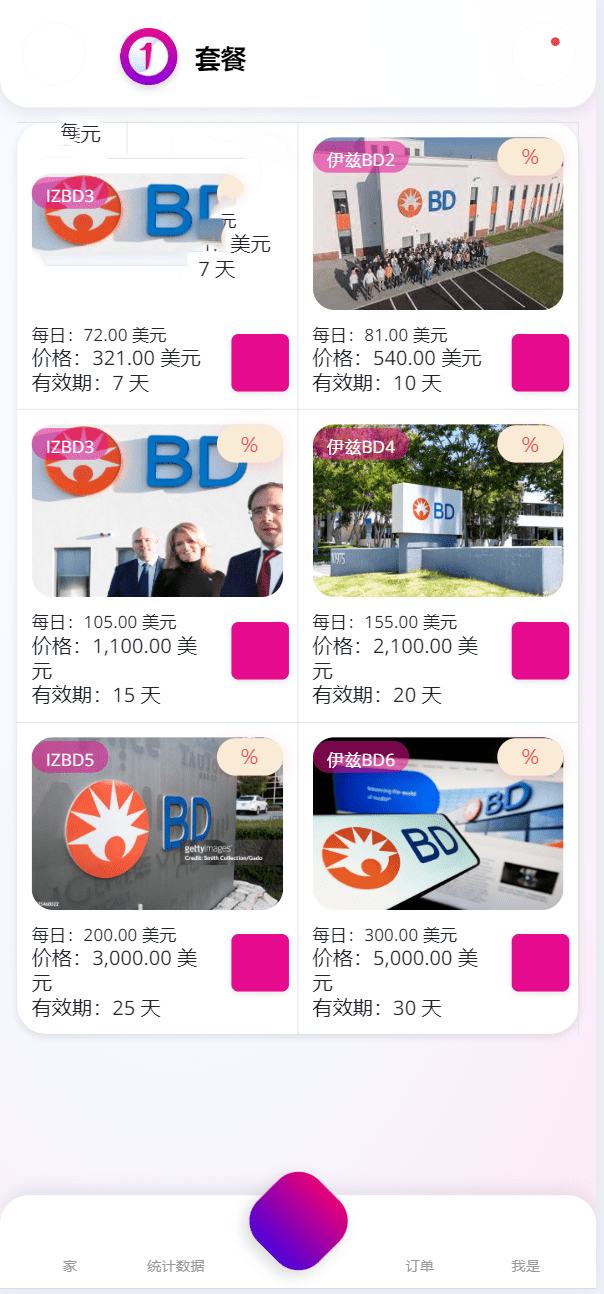 1 套餐
每元
IZBD3
BD
元
美元
7 天
每日：72.00 美元
价格：321.00 美元
有效期：7 天
伊兹BD2
%
BD
每日：81.00 美元
价格：540.00 美元
有效期：10 天
IZBD3
%
BD
每日：105.00 美元
价格：1,100.00 美
元
有效期：15 天
伊兹BD4
%
BD
1975
每日：155.00 美元
价格：2,100.00 美
元
有效期：20 天
IZBD5
%
BD
gettyimages
Credit: Smith Collection/Gado
每日：200.00 美元
价格：3,000.00 美
元
有效期：25 天
伊兹BD6
%
advancing the world
of health
BD
BD
每日：300.00 美元
价格：5,000.00 美
元
有效期：30 天
家
统计数据
订单
我是